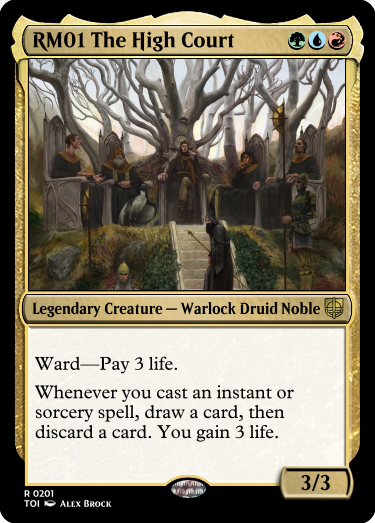 RM01 The High Court
Legendary Creature — Warlock Druid Noble
Ward—Pay 3 life.
Whenever you cast an instant or
sorcery spell, draw a card, then
discard a card. You gain 3 life.
3/3
R 0201
TOI Alex Brock